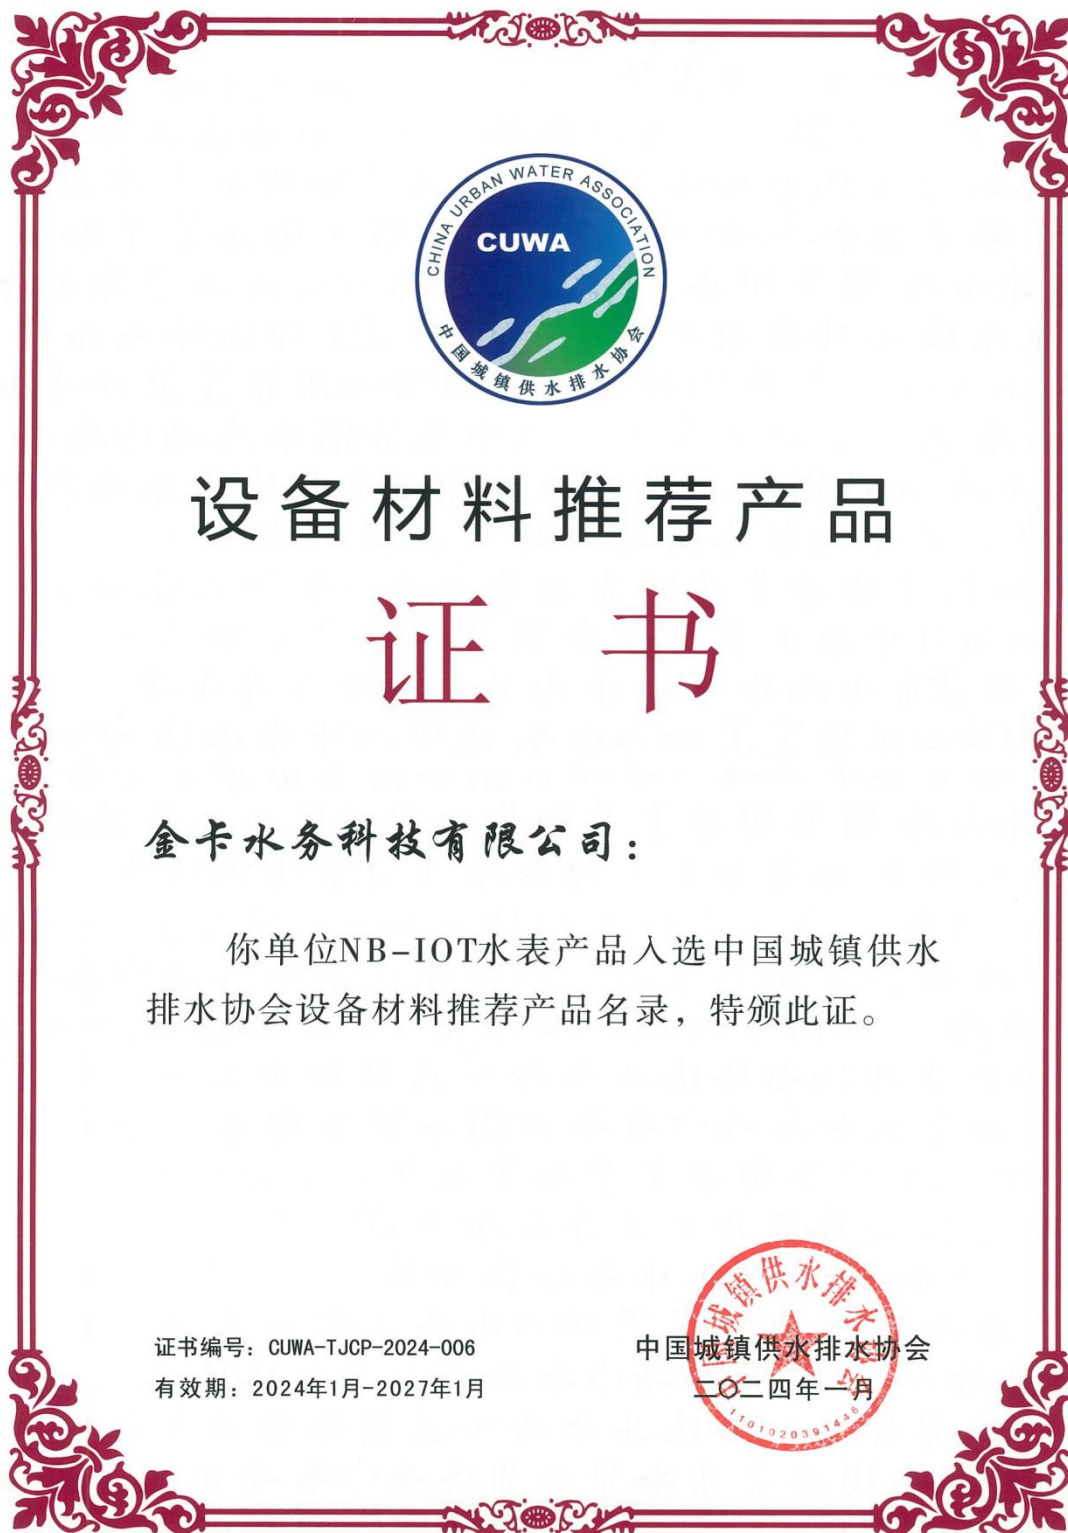 CHINA URBAN WATER ASSOCIATION
CUWA
中国城镇供水排水协会
设备材料推荐产品
证书
金卡水务科技有限公司：
你单位NB-IOT水表产品入选中国城镇供水
排水协会设备材料推荐产品名录，特颁此证。
证书编号：CUWA-TJCP-2024-006
有效期：2024年1月-2027年1月
中国城镇供水排水协会
二〇二四年一月
中国城镇供水排水协会
1101020391446